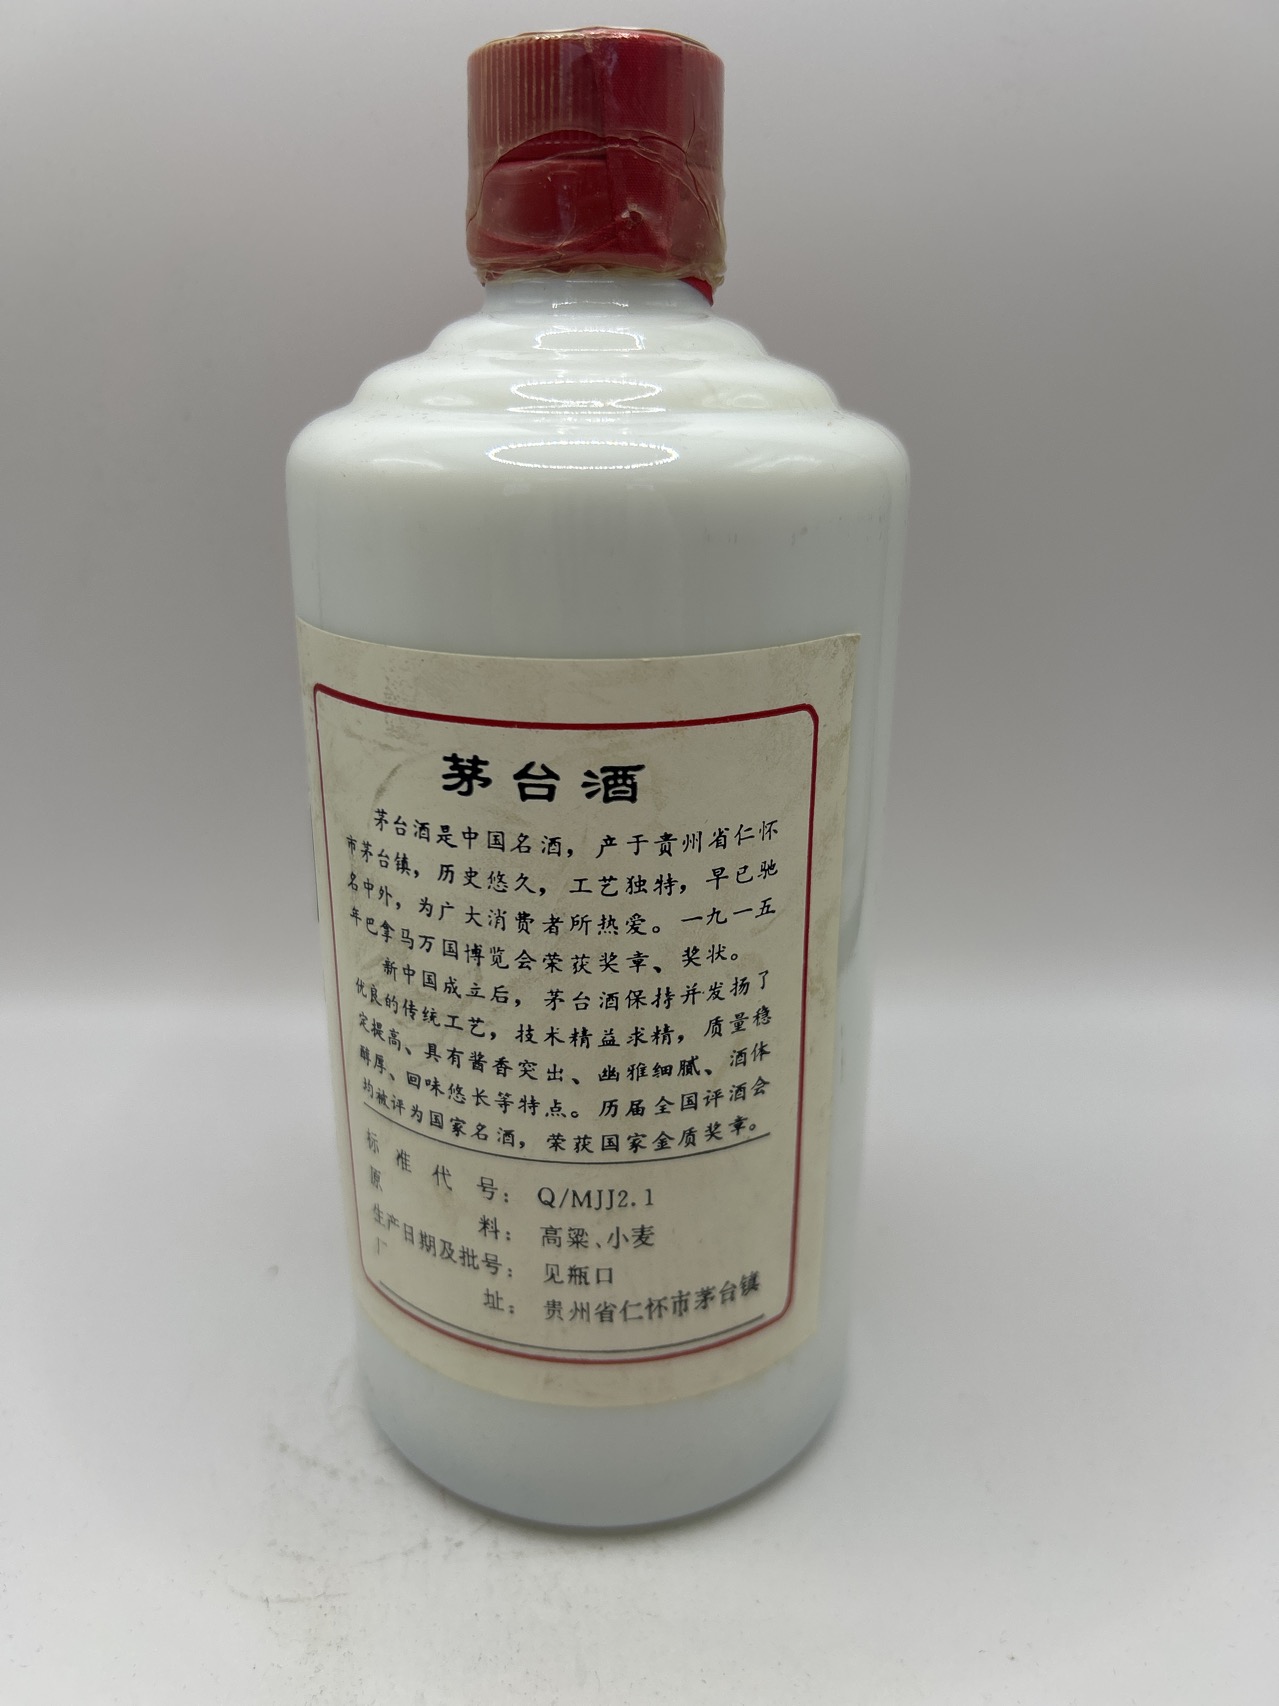 茅台酒
茅台酒是中国名酒，产于贵州省仁怀
市茅台镇，历史悠久，工艺独特，早已驰
名中外，为广大消费者所热爱。一九一五
年巴拿马万国博览会荣获奖章、奖状。
新中国成立后，茅台酒保持并发扬了
优良的传统工艺，技术精益求精，质量稳
定提高、具有酱香突出、幽雅细腻、酒体
醇厚、回味悠长等特点。历届全国评酒会
均被评为国家名酒，荣获国家金质奖章。
标准代号：Q/MJJ2.1
原料：高粱、小麦
生产日期及批号：见瓶口
厂址：贵州省仁怀市茅台镇